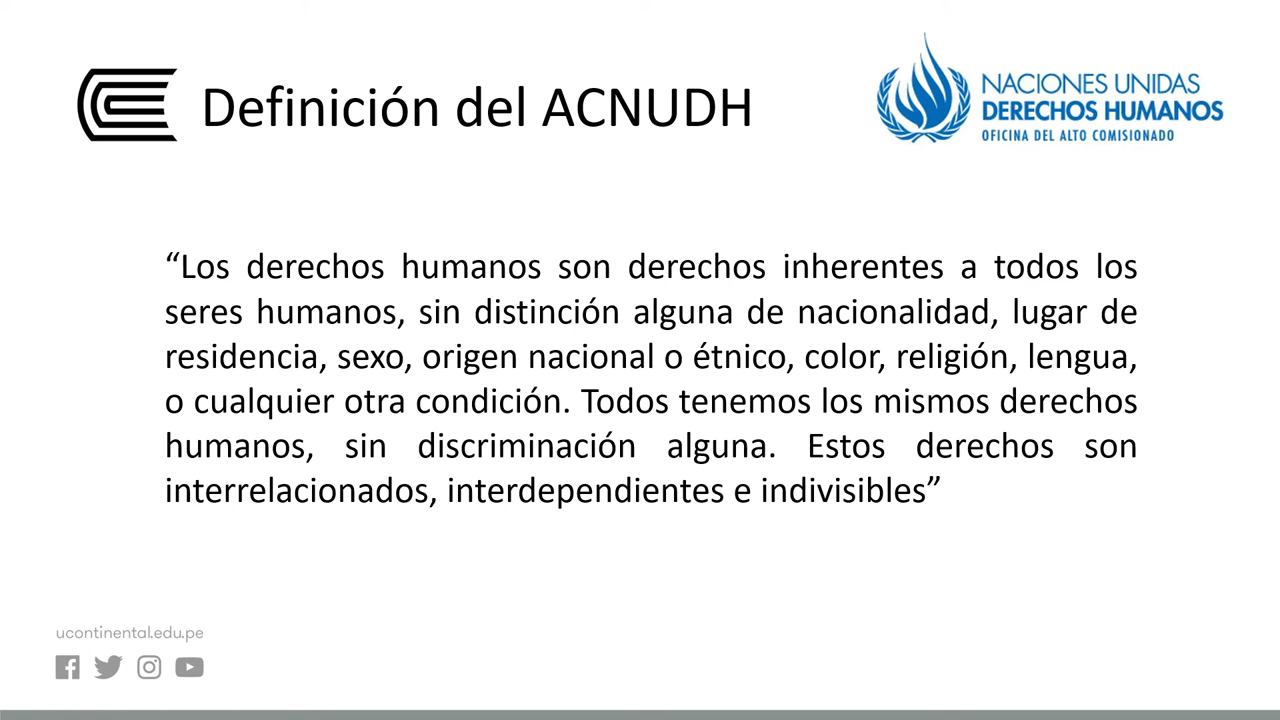 Definición del ACNUDH
NACIONES UNIDAS
DERECHOS HUMANOS
OFICINA DEL ALTO COMISIONADO
“Los derechos humanos son derechos inherentes a todos los
seres humanos, sin distinción alguna de nacionalidad, lugar de
residencia, sexo, origen nacional o étnico, color, religión, lengua,
o cualquier otra condición. Todos tenemos los mismos derechos
humanos, sin discriminación alguna. Estos derechos son
interrelacionados, interdependientes e indivisibles”
ucontinental.edu.pe